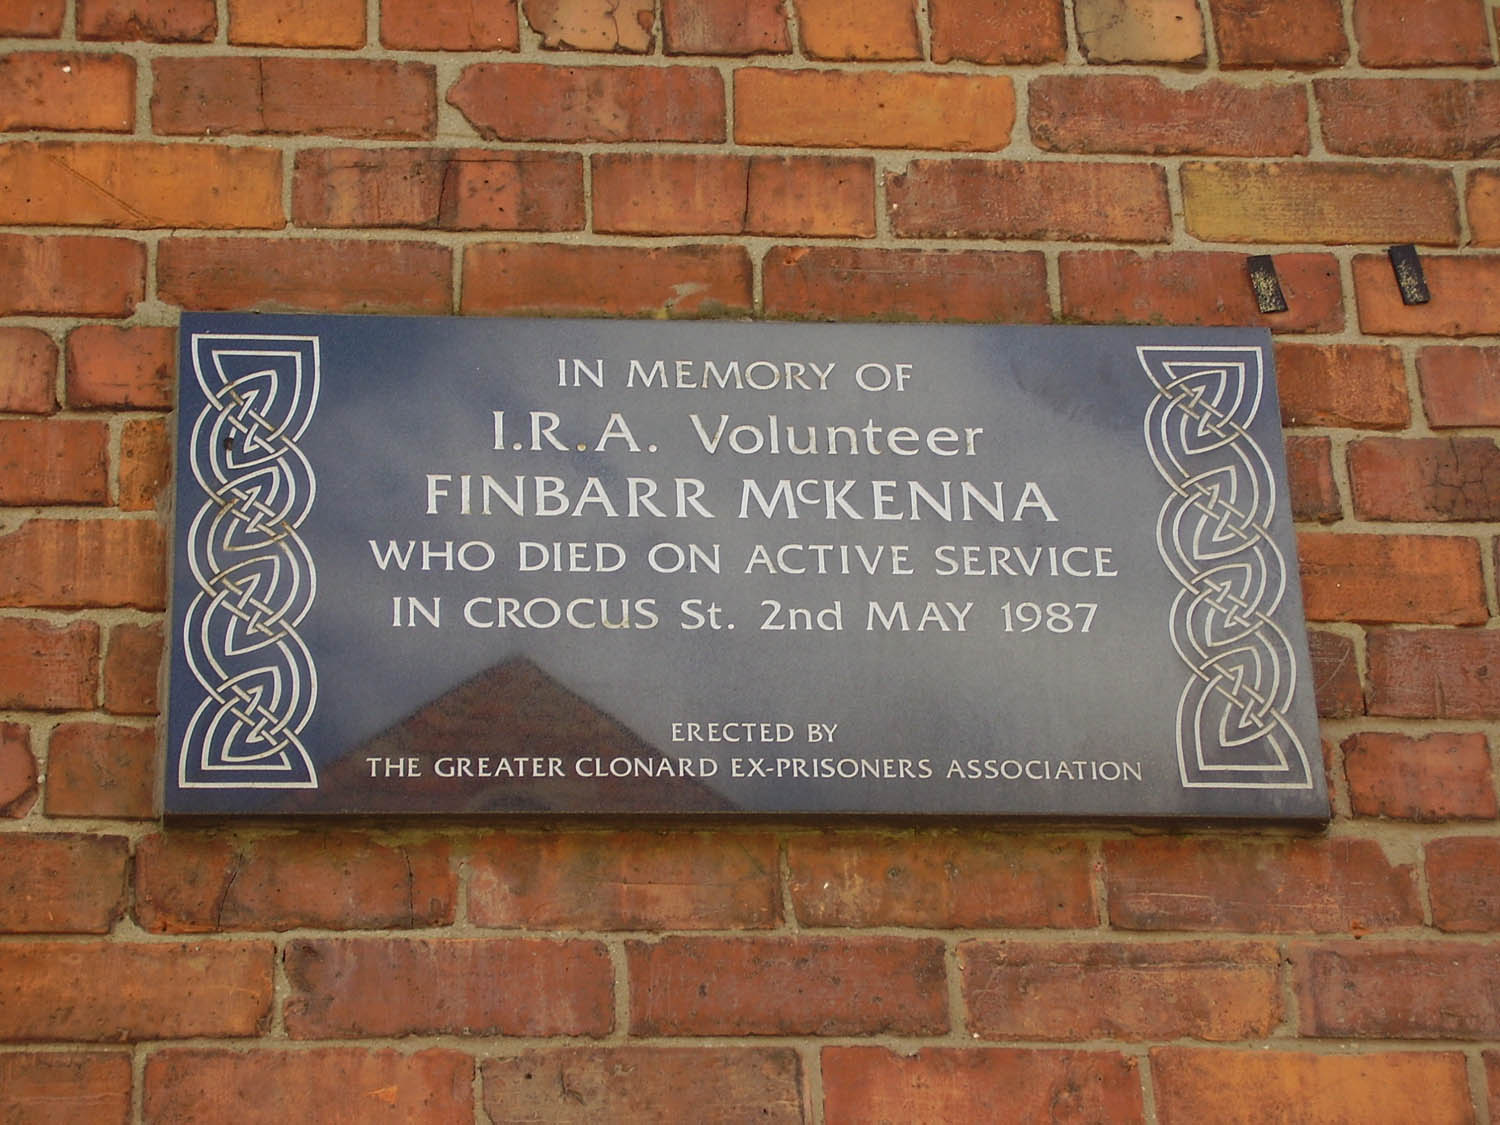 IN MEMORY OF
I.R.A. Volunteer
FINBARR McKENNA
WHO DIED ON ACTIVE SERVICE
IN CROCUS St. 2nd MAY 1987
ERECTED BY
THE GREATER CLONARD EX-PRISONERS ASSOCIATION